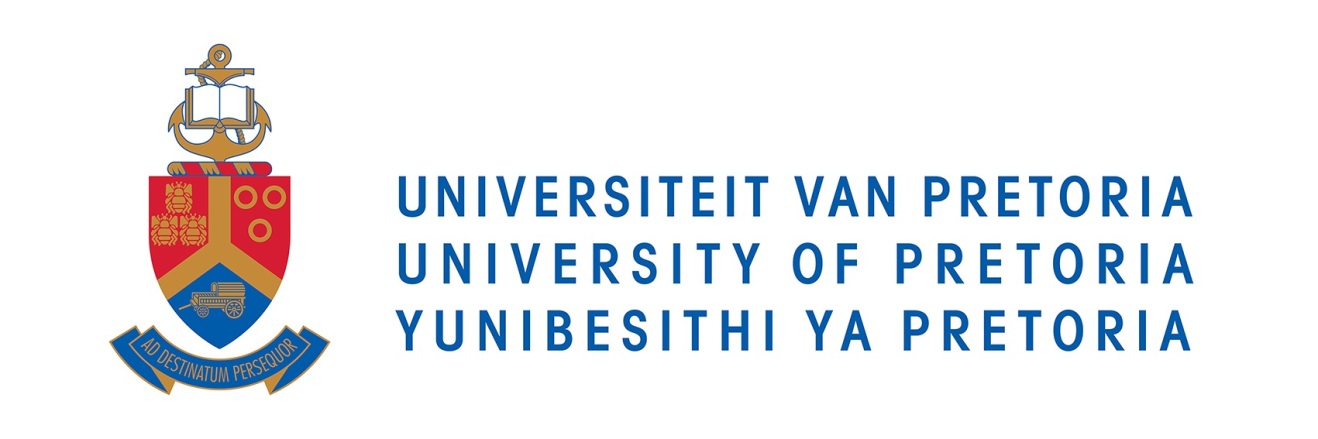 UNIVERSITEIT VAN PRETORIA
UNIVERSITY OF PRETORIA
YUNIBESITHI YA PRETORIA
AD DESTINATUM PERSEQUOR